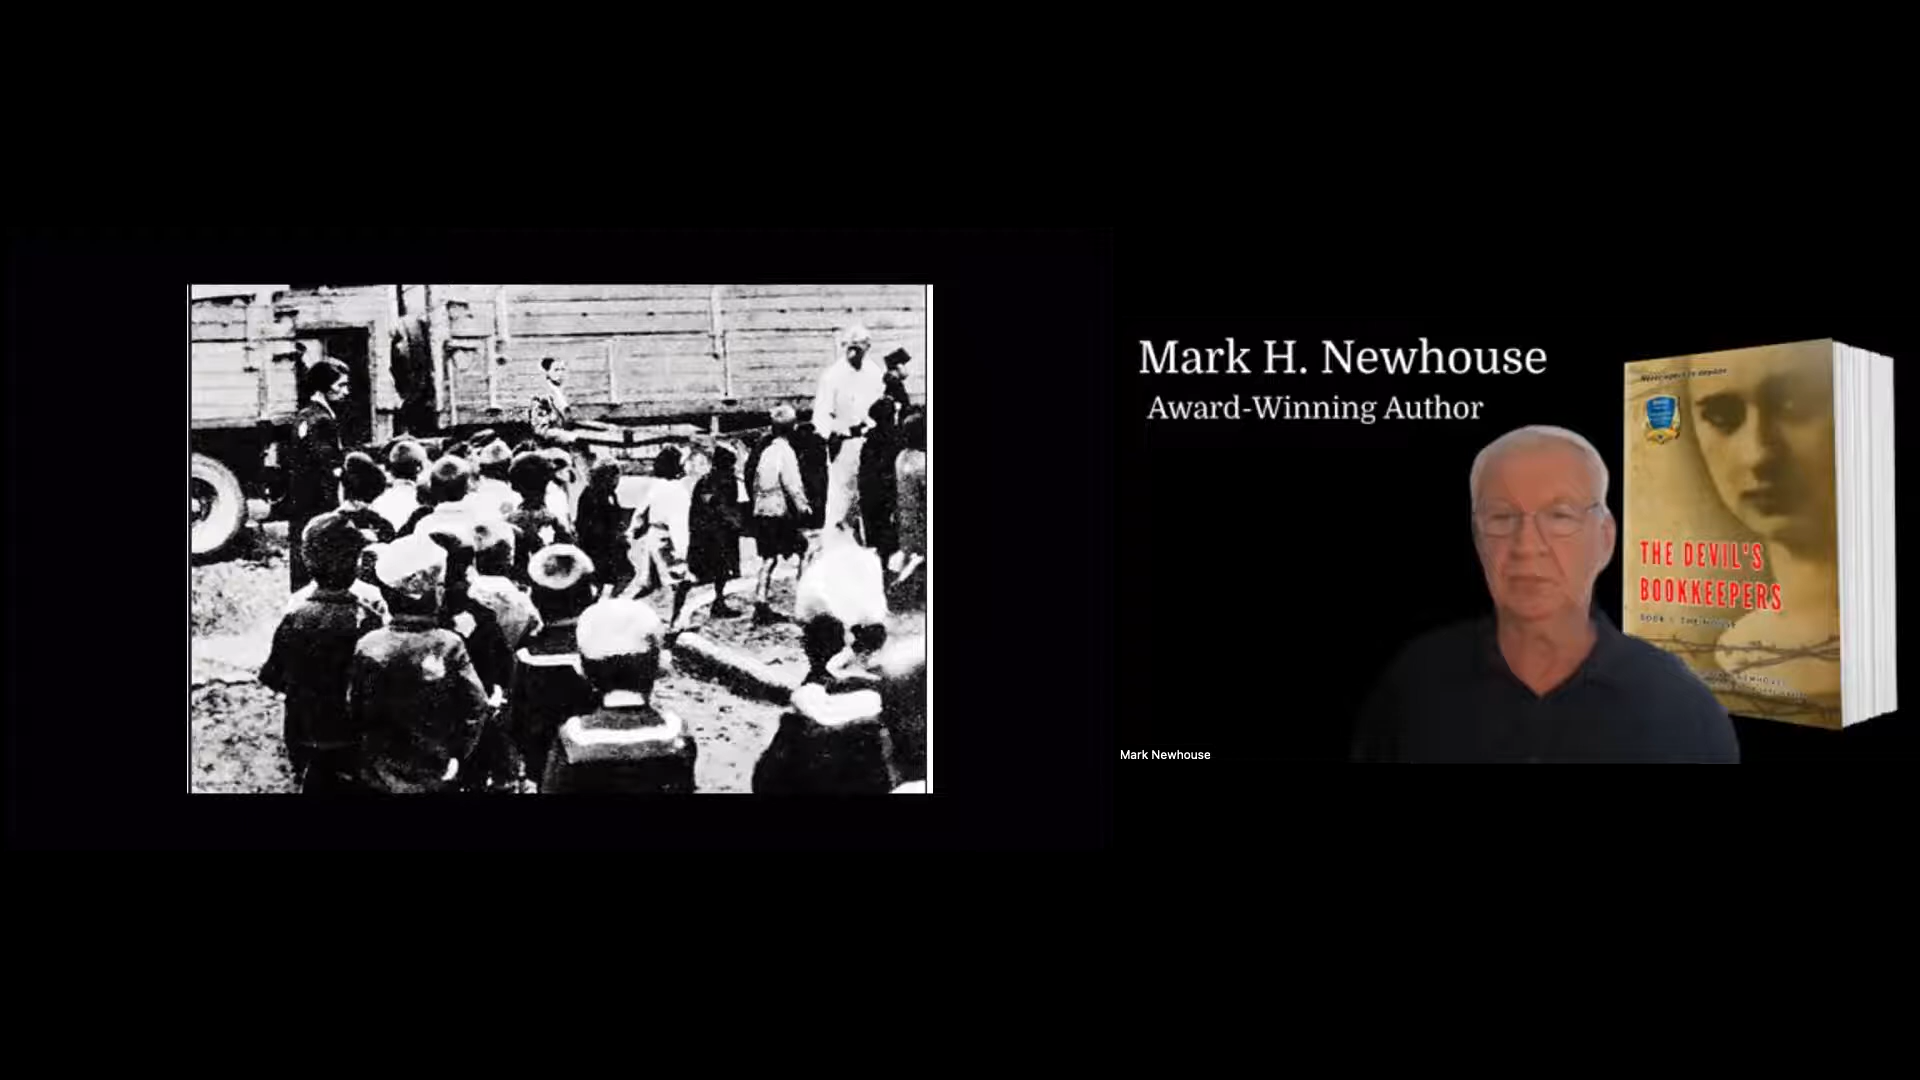 Mark H. Newhouse
Award-Winning Author
THE DEVIL'S
BOOKKEEPERS
Mark Newhouse